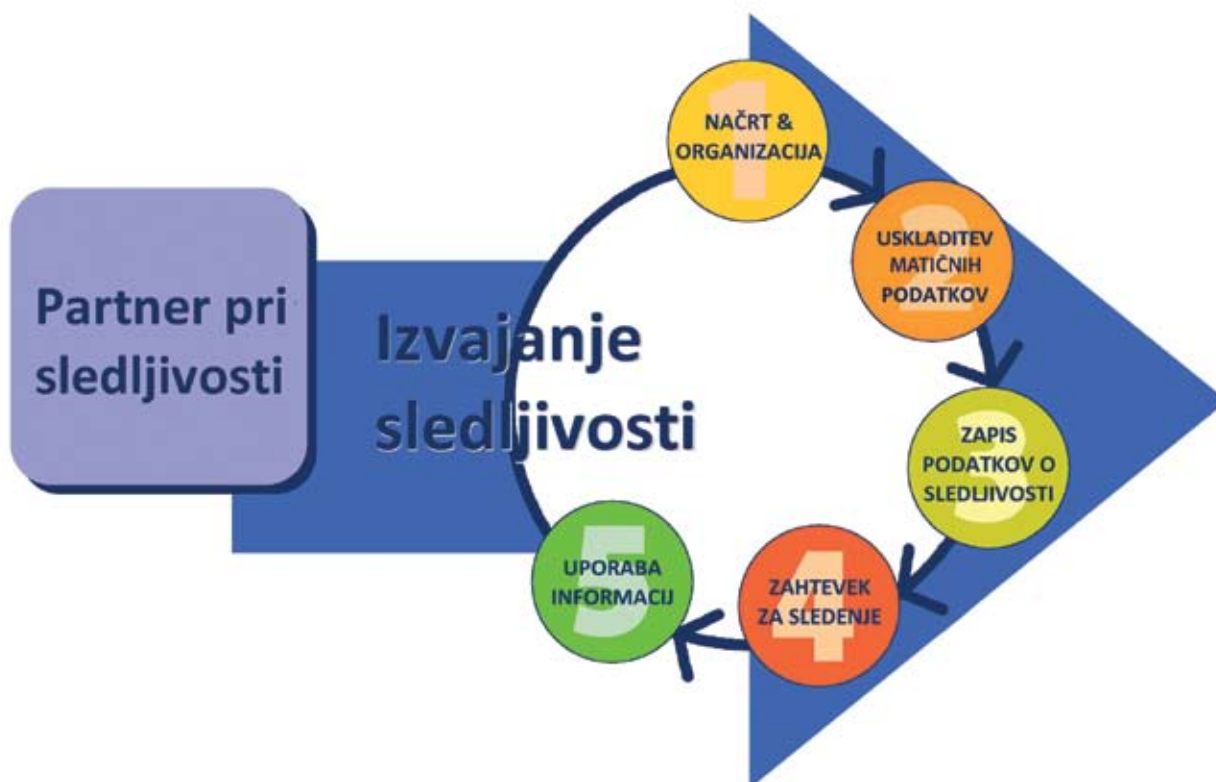 Partner pri
sledljivosti
Izvajanje
sledljivosti
1
NAČRT &
ORGANIZACIJA
2
USKLADITEV
MATIČNIH
PODATKOV
3
ZAPIS
PODATKOV O
SLEDLJIVOSTI
4
ZAHTEVEK
ZA SLEDENJE
5
UPORABA
INFORMACIJ